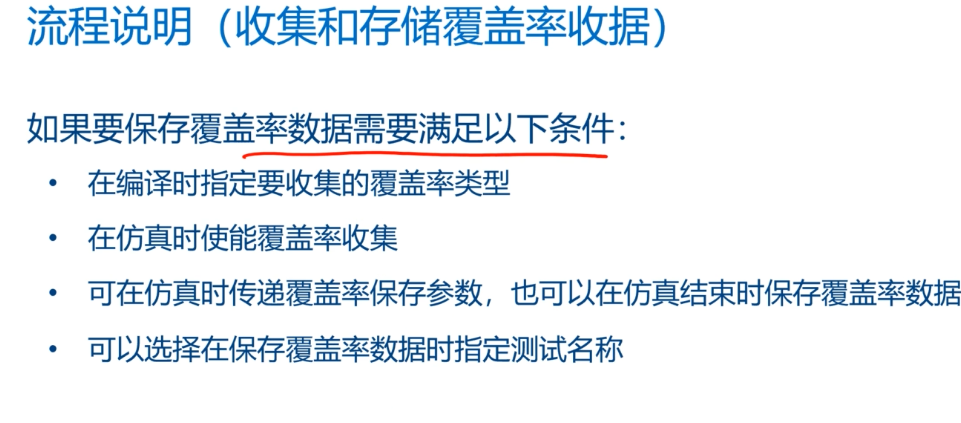 流程说明（收集和存储覆盖率收据）
如果要保存覆盖率数据需要满足以下条件：
• 在编译时指定要收集的覆盖率类型
• 在仿真时使能覆盖率收集
• 可在仿真时传递覆盖率保存参数，也可以在仿真结束时保存覆盖率数据
• 可以选择在保存覆盖率数据时指定测试名称